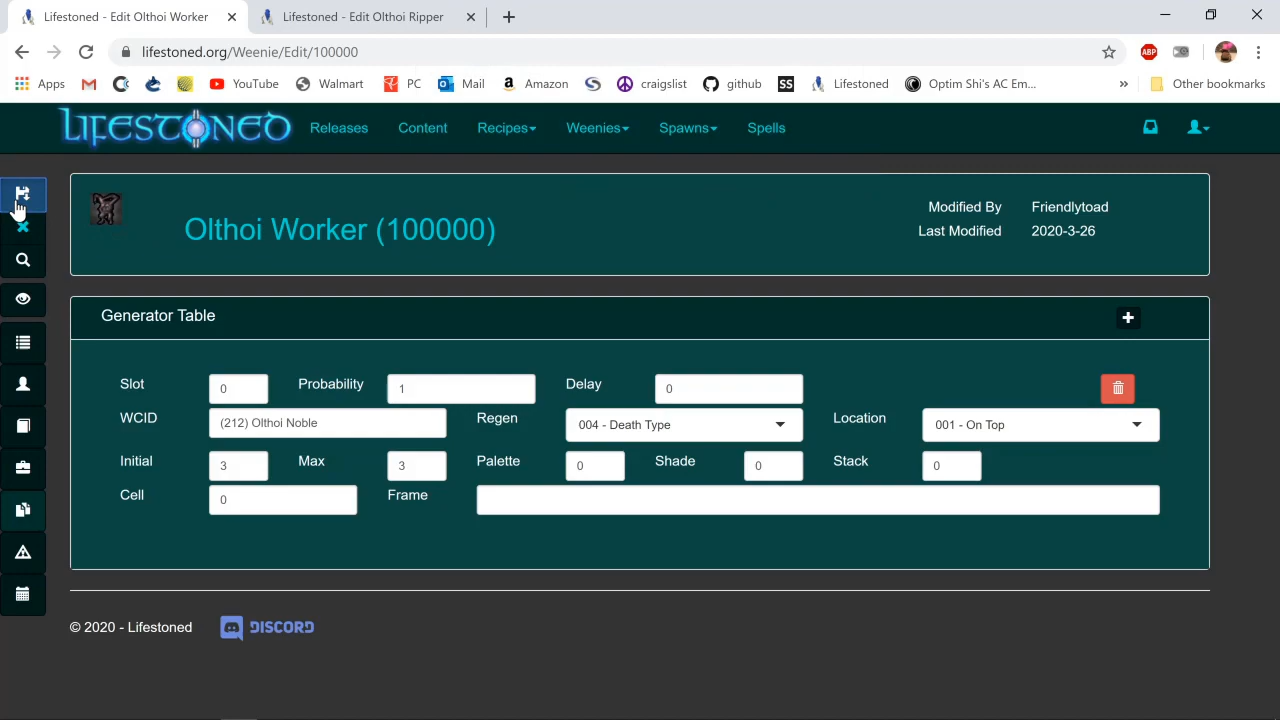 Lifestoned - Edit Olthoi Worker
Lifestoned - Edit Olthoi Ripper
lifestoned.org/Weenie/Edit/100000
ABP
Apps YouTube Walmart PC Mail Amazon craigslist github Lifestoned Optim Shi's AC Em... » Other bookmarks
LIFESTONED Releases Content Recipes Weenies Spawns Spells
Olthoi Worker (100000)
Modified By Friendlytoad
Last Modified 2020-3-26
Generator Table
Slot 0 Probability 1 Delay 0
WCID (212) Olthoi Noble Regen 004 - Death Type Location 001 - On Top
Initial 3 Max 3 Palette 0 Shade 0 Stack 0
Cell 0 Frame
© 2020 - Lifestoned DISCORD